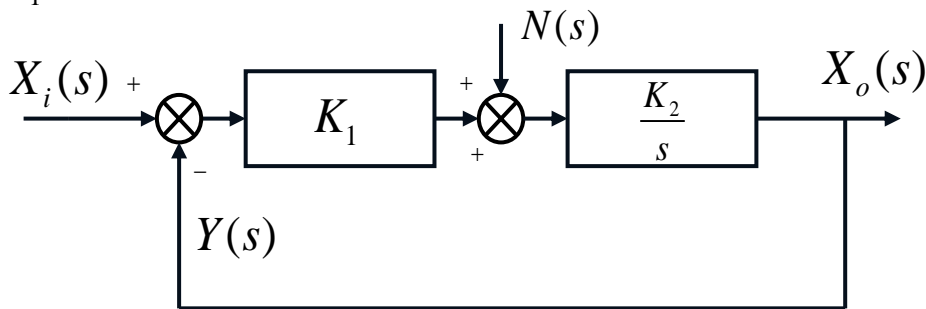 N(s)
X_i(s) + K_1 + K_2/s X_o(s)
+
−
Y(s)